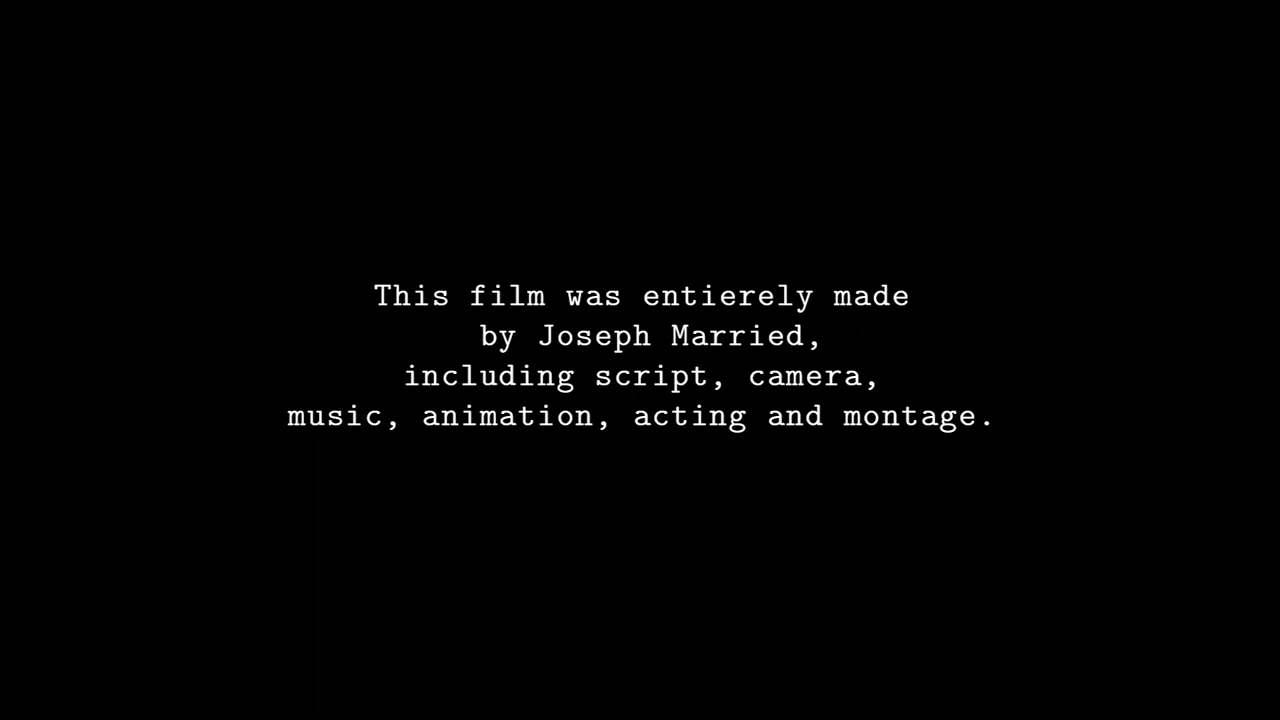 This film was entierely made
by Joseph Married,
including script, camera,
music, animation, acting and montage.